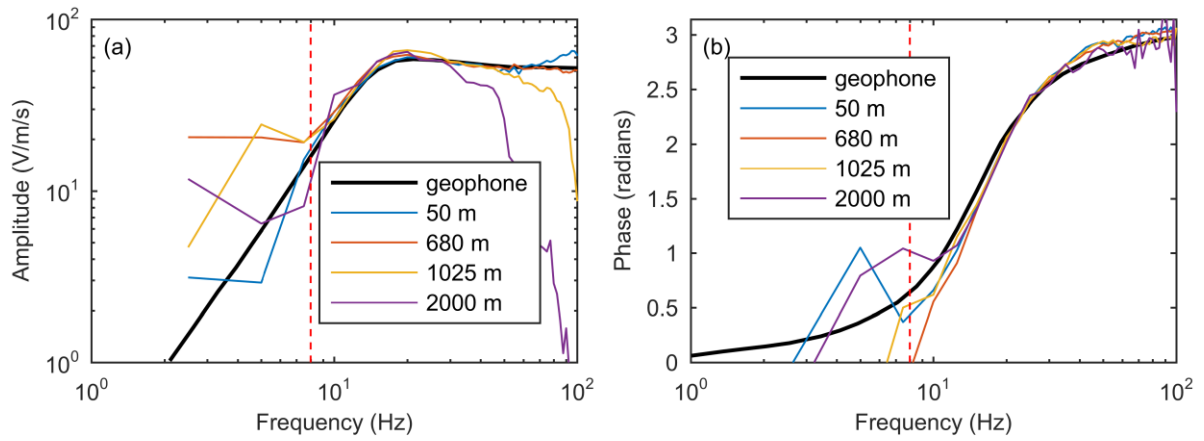 (a)
Amplitude (V/m/s)
10²
10¹
10⁰
geophone
50 m
680 m
1025 m
2000 m
10⁰ 10¹ 10²
Frequency (Hz)
(b)
Phase (radians)
3
2.5
2
1.5
1
0.5
0
geophone
50 m
680 m
1025 m
2000 m
10⁰ 10¹ 10²
Frequency (Hz)